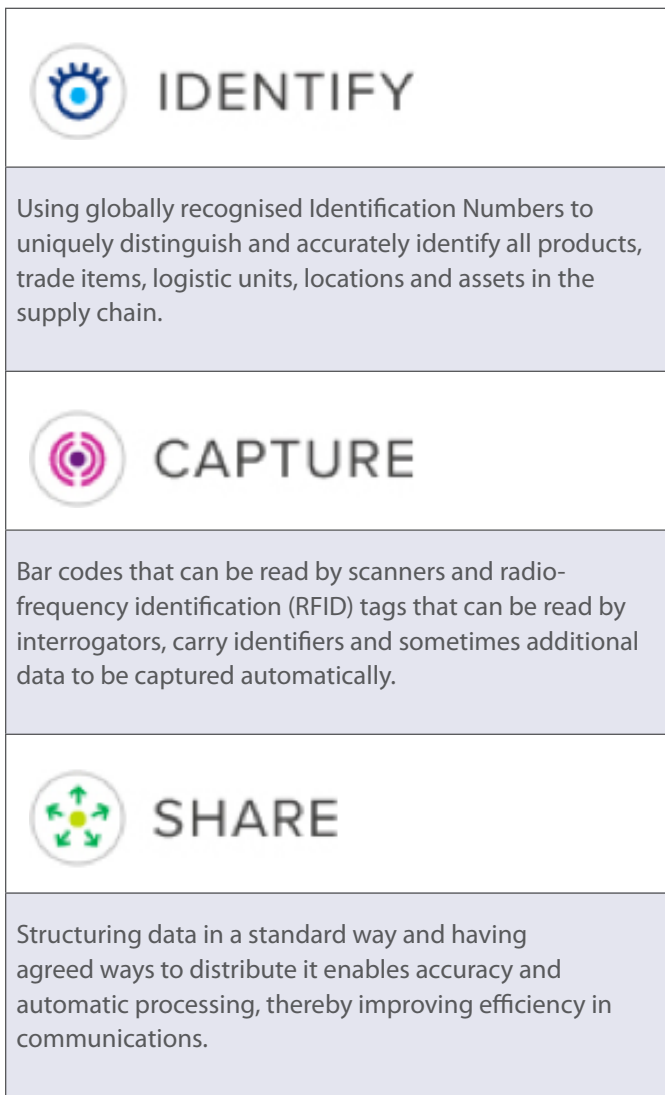 IDENTIFY
Using globally recognised Identification Numbers to
uniquely distinguish and accurately identify all products,
trade items, logistic units, locations and assets in the
supply chain.
CAPTURE
Bar codes that can be read by scanners and radio-
frequency identification (RFID) tags that can be read by
interrogators, carry identifiers and sometimes additional
data to be captured automatically.
SHARE
Structuring data in a standard way and having
agreed ways to distribute it enables accuracy and
automatic processing, thereby improving efficiency in
communications.